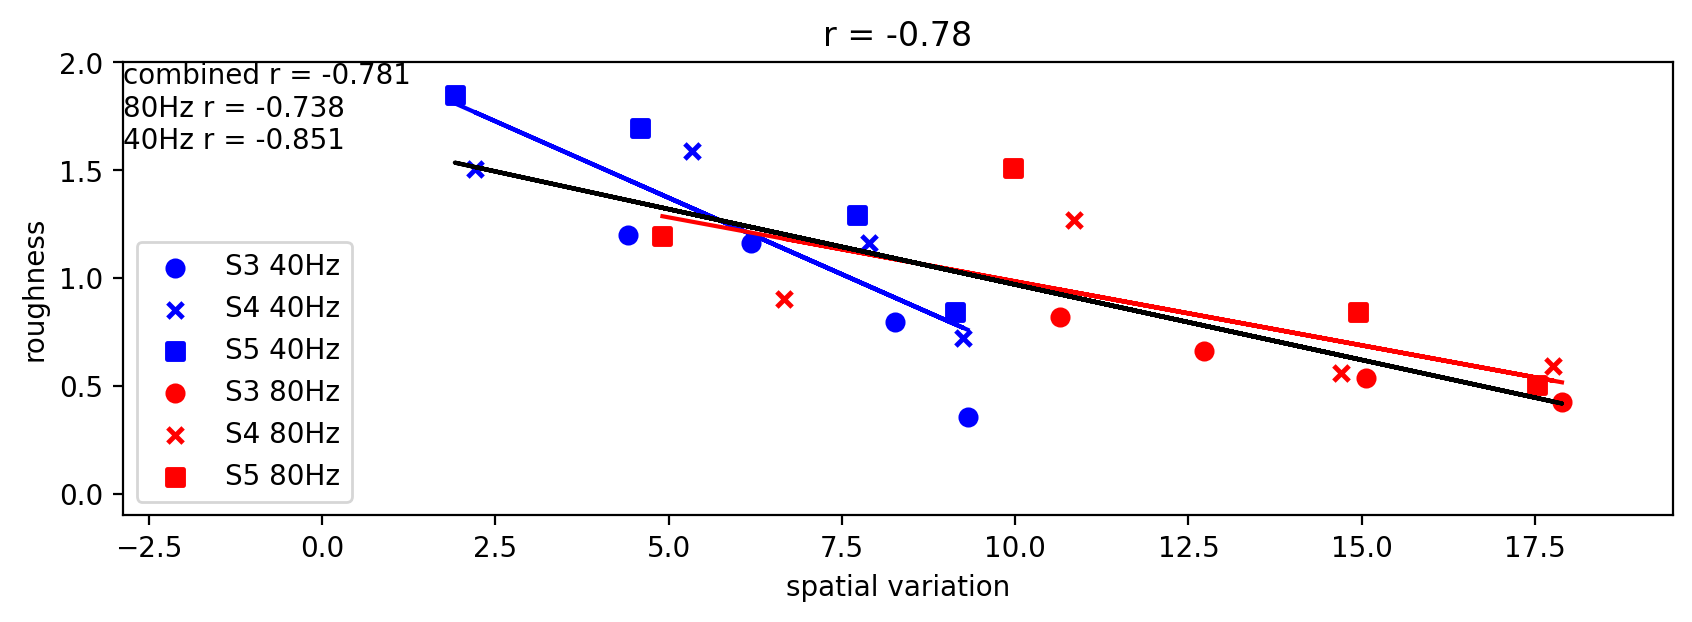 r = -0.78
combined r = -0.781
80Hz r = -0.738
40Hz r = -0.851
2.0
1.5
1.0
0.5
0.0
roughness
S3 40Hz
S4 40Hz
S5 40Hz
S3 80Hz
S4 80Hz
S5 80Hz
−2.5 0.0 2.5 5.0 7.5 10.0 12.5 15.0 17.5
spatial variation